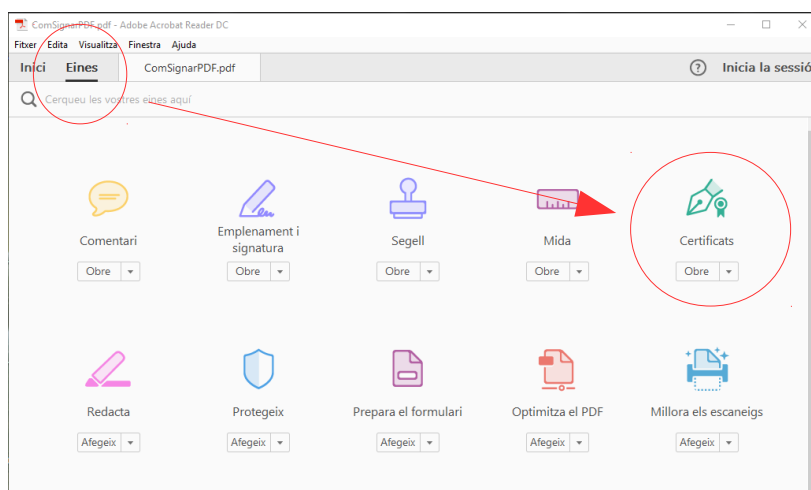 ComSignarPDF.pdf - Adobe Acrobat Reader DC
Fitxer Edita Visualitza Finestra Ajuda
Inici Eines ComSignarPDF.pdf ? Inicia la sessió
Cerqueu les vostres eines aquí
Comentari
Emplenament i
signatura
Segell
Mida
Certificats
Obre Obre Obre Obre Obre
Redacta Protegeix Prepara el formulari Optimitza el PDF Millora els escaneigs
Afegeix Afegeix Afegeix Afegeix Afegeix